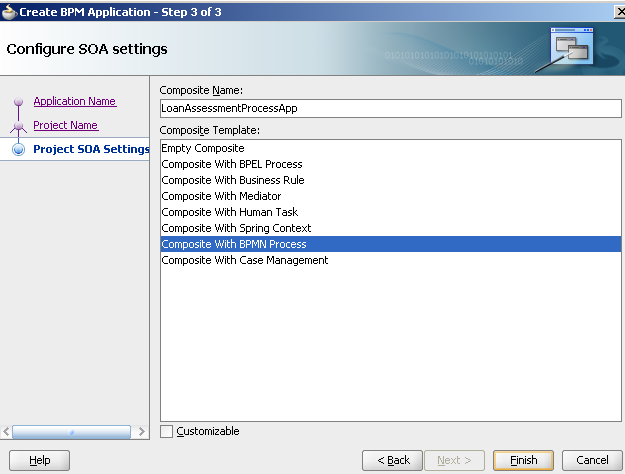 Create BPM Application - Step 3 of 3
Configure SOA settings
Application Name
Project Name
Project SOA Settings
Composite Name:
LoanAssessmentProcessApp
Composite Template:
Empty Composite
Composite With BPEL Process
Composite With Business Rule
Composite With Mediator
Composite With Human Task
Composite With Spring Context
Composite With BPMN Process
Composite With Case Management
Customizable
Help
< Back
Next >
Finish
Cancel